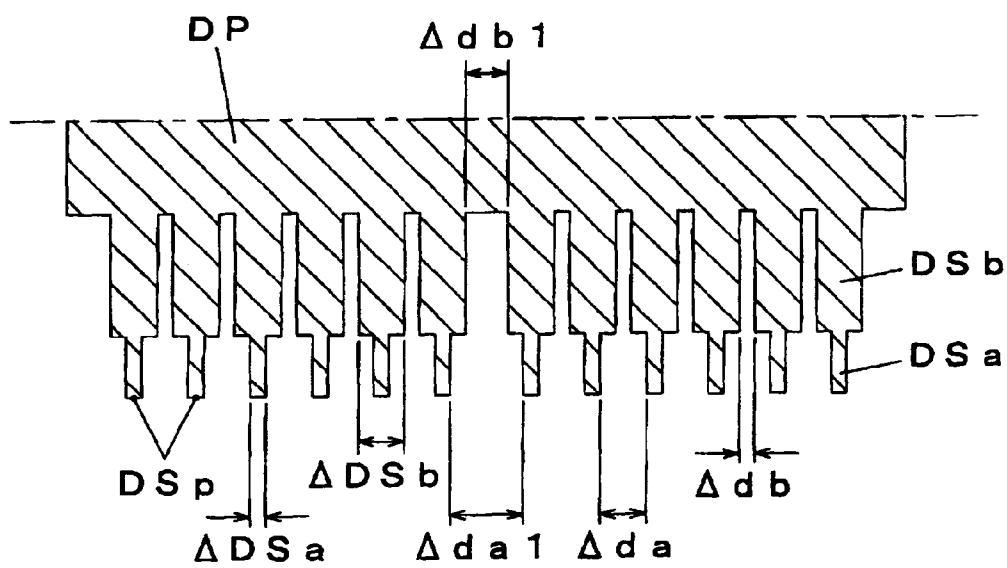 DP
Δdb1
DSb
DSa
DSp
ΔDSb
Δdb
ΔDSa
Δda1
Δda